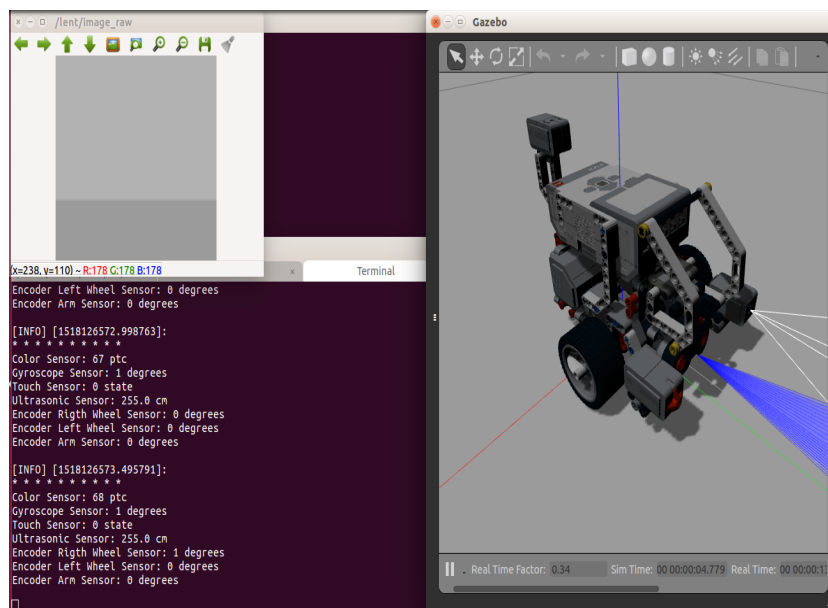 /lent/image_raw
Gazebo
(x=238, y=110) ~ R:178 G:178 B:178
Terminal
Encoder Left Wheel Sensor: 0 degrees
Encoder Arm Sensor: 0 degrees
[INFO] [1518126572.998763]:
* * * * * * * * * *
Color Sensor: 67 ptc
Gyroscope Sensor: 1 degrees
Touch Sensor: 0 state
Ultrasonic Sensor: 255.0 cm
Encoder Rigth Wheel Sensor: 0 degrees
Encoder Left Wheel Sensor: 0 degrees
Encoder Arm Sensor: 0 degrees
[INFO] [1518126573.495791]:
* * * * * * * * * *
Color Sensor: 68 ptc
Gyroscope Sensor: 1 degrees
Touch Sensor: 0 state
Ultrasonic Sensor: 255.0 cm
Encoder Rigth Wheel Sensor: 1 degrees
Encoder Left Wheel Sensor: 0 degrees
Encoder Arm Sensor: 0 degrees
Real Time Factor: 0.34 Sim Time: 00 00:00:04.779 Real Time: 00 00:00:1